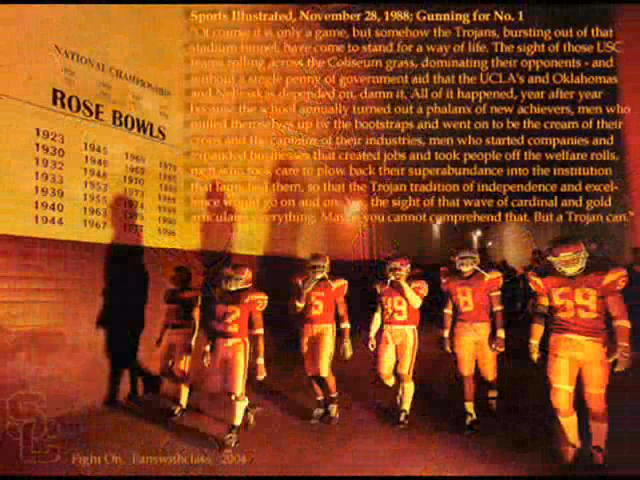 Sports Illustrated, November 28, 1988; Gunning for No. 1
"Of course it is only a game, but somehow the Trojans, bursting out of that
stadium tunnel, have come to stand for a way of life. The sight of those USC
teams rolling across the Coliseum grass, dominating their opponents - and
without a single penny of government aid that the UCLA's and Oklahomas
and Nebraskas depended on, damn it. All of it happened, year after year
because the school annually turned out a phalanx of new achievers, men who
pulled themselves up by the bootstraps and went on to be the cream of their
crops and the captains of their industries, men who started companies and
expanded businesses that created jobs and took people off the welfare rolls,
men who took care to plow back their superabundance into the institution
that launched them, so that the Trojan tradition of independence and excel-
lence would go on and on. the sight of that wave of cardinal and gold
articulates everything. Maybe you cannot comprehend that. But a Trojan can."
NATIONAL CHAMPIONSHIP
ROSE BOWLS
1923 1945 1969
1930 1946 1970
1932 1948
1933 1953
1939 1955 1974
1940 1963
1944 1967
2 5 39 8 59
SC
Fight On, Fanswithclass 2004